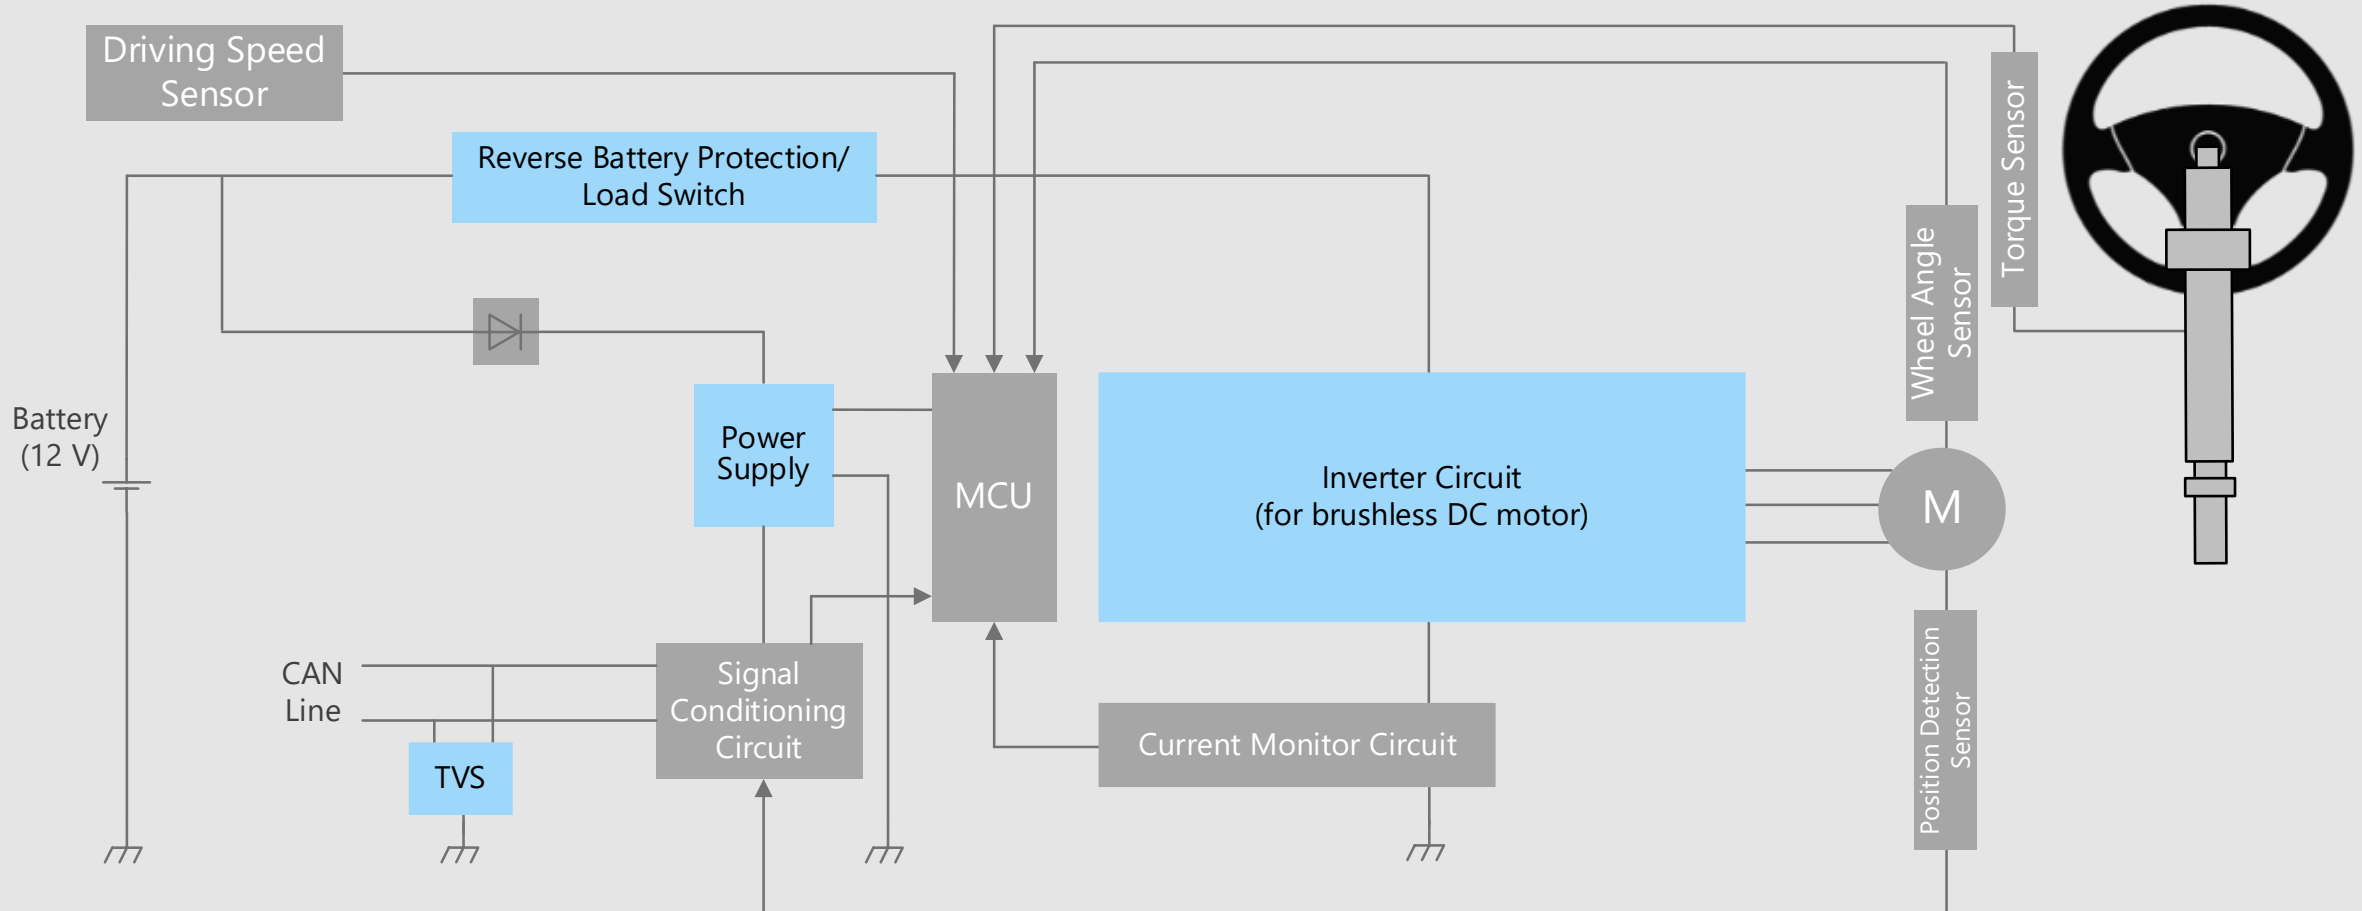 Driving Speed
Sensor
Reverse Battery Protection/
Load Switch
Torque Sensor
Wheel Angle
Sensor
Battery
(12 V)
Power
Supply
MCU
Inverter Circuit
(for brushless DC motor)
M
CAN
Line
Signal
Conditioning
Circuit
TVS
Current Monitor Circuit
Position Detection
Sensor